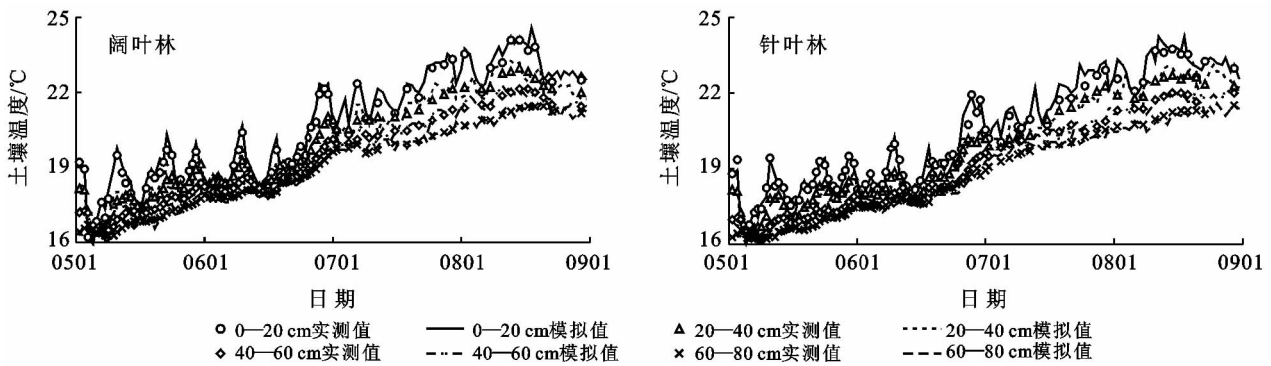 25
22
19
16
土壤温度/℃
阔叶林
0501
0601
0701
0801
0901
日期
25
22
19
16
土壤温度/℃
针叶林
0501
0601
0701
0801
0901
日期
0—20 cm实测值
0—20 cm模拟值
20—40 cm实测值
20—40 cm模拟值
40—60 cm实测值
40—60 cm模拟值
60—80 cm实测值
60—80 cm模拟值